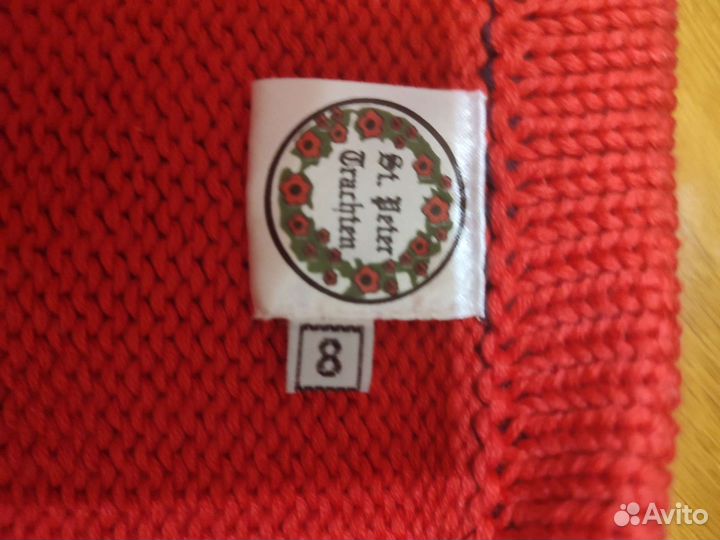 St. Peter
Trachten
8
Avito